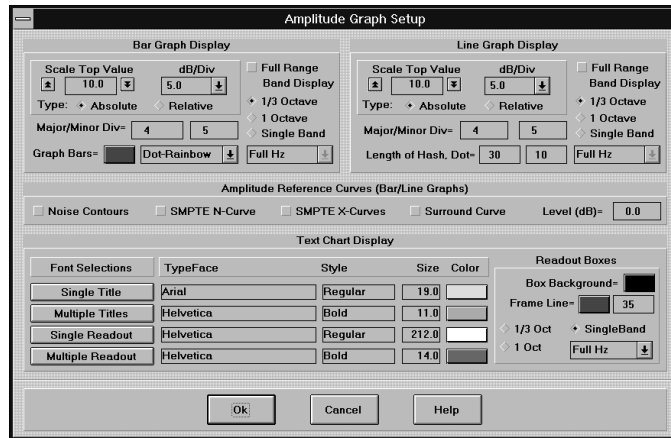 Amplitude Graph Setup
Bar Graph Display
Scale Top Value dB/Div
10.0 5.0
Type: Absolute Relative
Major/Minor Div= 4 5
Graph Bars= Dot-Rainbow
Full Range
Band Display
1/3 Octave
1 Octave
Single Band
Full Hz
Line Graph Display
Scale Top Value dB/Div
10.0 5.0
Type: Absolute Relative
Major/Minor Div= 4 5
Length of Hash, Dot= 30 10
Full Range
Band Display
1/3 Octave
1 Octave
Single Band
Full Hz
Amplitude Reference Curves (Bar/Line Graphs)
Noise Contours SMPTE N-Curve SMPTE X-Curves Surround Curve Level (dB)= 0.0
Text Chart Display
Font Selections TypeFace Style Size Color
Single Title Arial Regular 19.0
Multiple Titles Helvetica Bold 11.0
Single Readout Helvetica Regular 212.0
Multiple Readout Helvetica Bold 14.0
Readout Boxes
Box Background=
Frame Line= 35
1/3 Oct SingleBand
1 Oct Full Hz
Ok Cancel Help